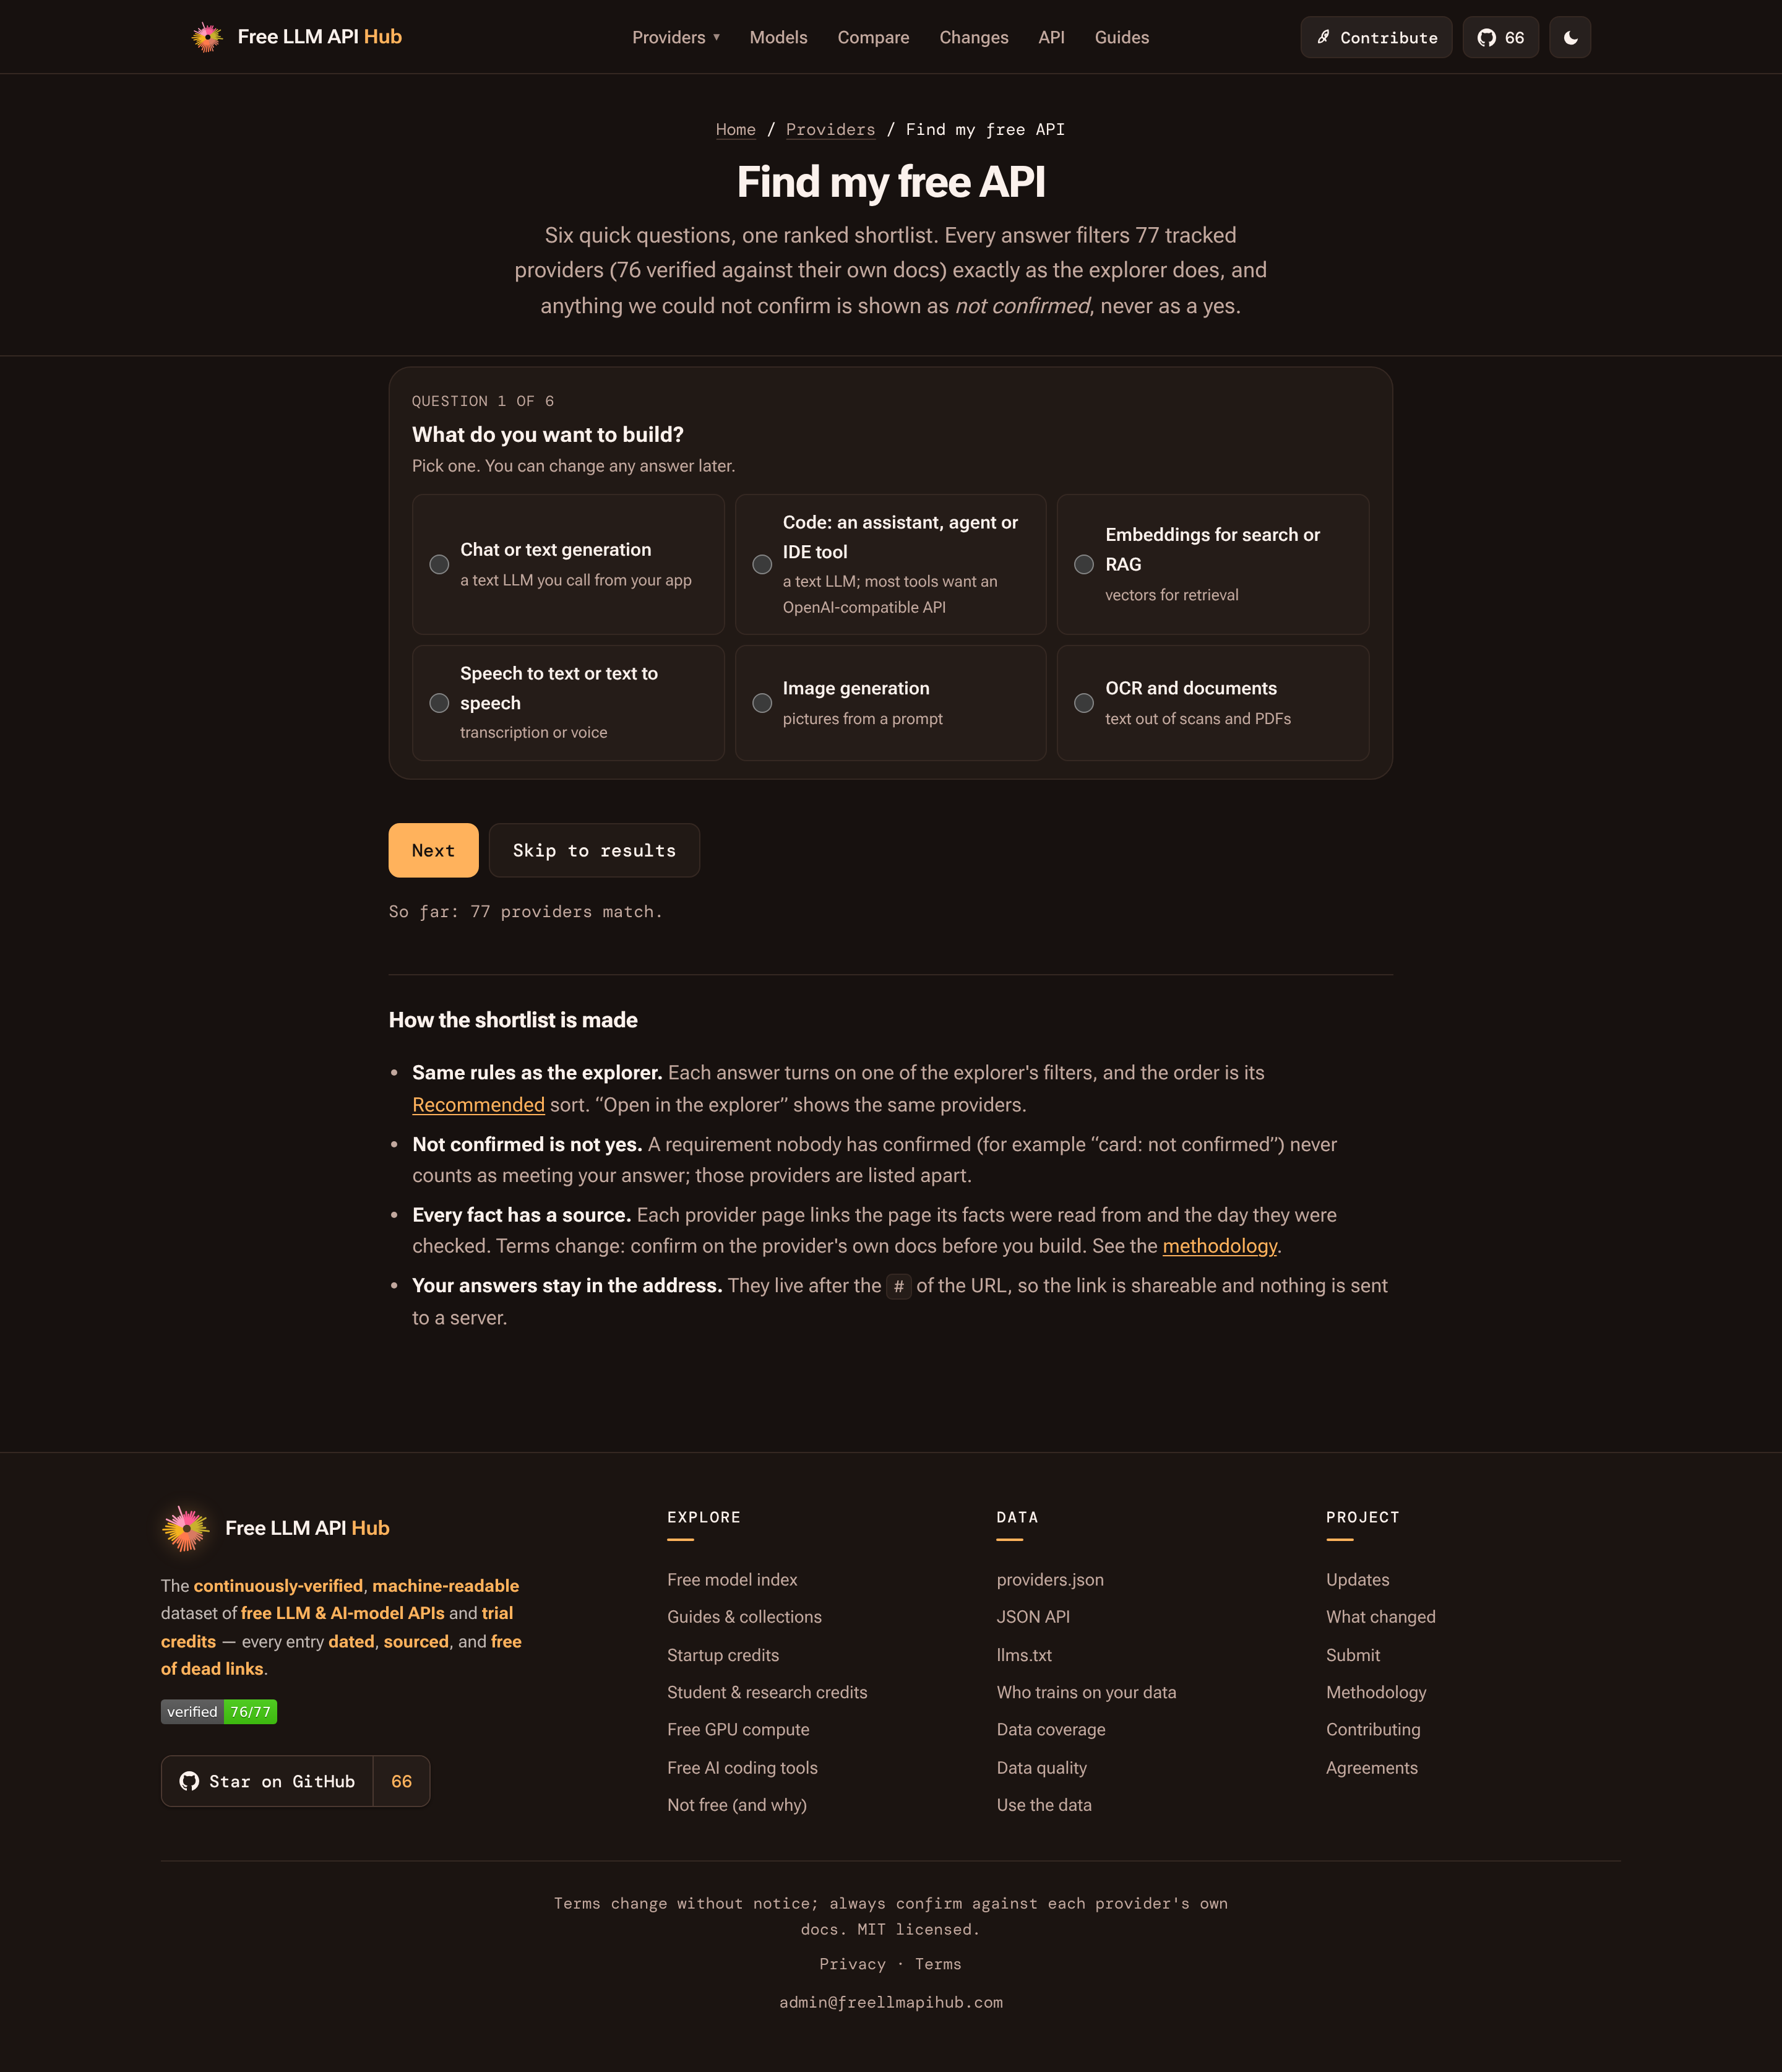 Free LLM API Hub
Providers ▾ Models Compare Changes API Guides
Contribute 66
Home / Providers / Find my free API
Find my free API
Six quick questions, one ranked shortlist. Every answer filters 77 tracked
providers (76 verified against their own docs) exactly as the explorer does, and
anything we could not confirm is shown as not confirmed, never as a yes.
QUESTION 1 OF 6
What do you want to build?
Pick one. You can change any answer later.
Chat or text generation
a text LLM you call from your app
Code: an assistant, agent or
IDE tool
a text LLM; most tools want an
OpenAI-compatible API
Embeddings for search or
RAG
vectors for retrieval
Speech to text or text to
speech
transcription or voice
Image generation
pictures from a prompt
OCR and documents
text out of scans and PDFs
Next
Skip to results
So far: 77 providers match.
How the shortlist is made
• Same rules as the explorer. Each answer turns on one of the explorer's filters, and the order is its
Recommended sort. “Open in the explorer” shows the same providers.
• Not confirmed is not yes. A requirement nobody has confirmed (for example “card: not confirmed”) never
counts as meeting your answer; those providers are listed apart.
• Every fact has a source. Each provider page links the page its facts were read from and the day they were
checked. Terms change: confirm on the provider's own docs before you build. See the methodology.
• Your answers stay in the address. They live after the # of the URL, so the link is shareable and nothing is sent
to a server.
Free LLM API Hub
The continuously-verified, machine-readable
dataset of free LLM & AI-model APIs and trial
credits — every entry dated, sourced, and free
of dead links.
verified 76/77
Star on GitHub 66
EXPLORE
Free model index
Guides & collections
Startup credits
Student & research credits
Free GPU compute
Free AI coding tools
Not free (and why)
DATA
providers.json
JSON API
llms.txt
Who trains on your data
Data coverage
Data quality
Use the data
PROJECT
Updates
What changed
Submit
Methodology
Contributing
Agreements
Terms change without notice; always confirm against each provider's own
docs. MIT licensed.
Privacy · Terms
admin@freellmapihub.com